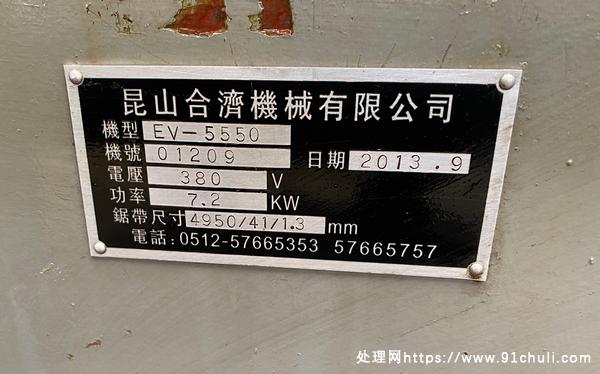 昆山合濟機械有限公司
機型 EV-5550
機號 01209 日期 2013.9
電壓 380 V
功率 7.2 KW
鋸帶尺寸 4950/41/1.3 mm
電話:0512-57665353 57665757
处理网https://www.91chuli.com/